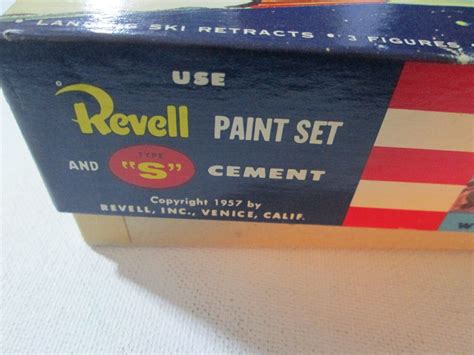 SKI RETRACTS • 3 FIGURES
USE
Revell PAINT SET
AND TYPE "S" CEMENT
Copyright 1957 by
REVELL, INC., VENICE, CALIF.
W